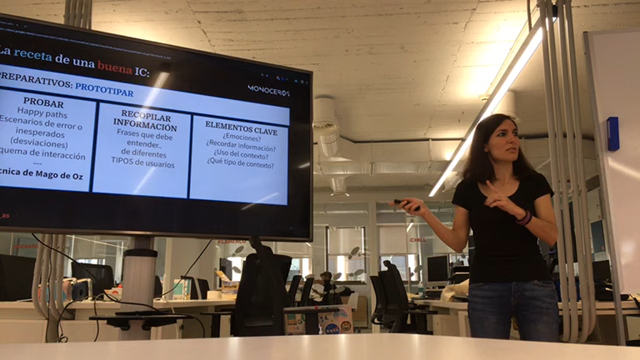 La receta de una buena IC:
MONOCEROS
PREPARATIVOS: PROTOTIPAR
PROBAR
Happy paths
Escenarios de error o
inesperados
(desviaciones)
quema de interacción
....
cnica de Mago de Oz
RECOPILAR
INFORMACIÓN
Frases que debe
entender,
de diferentes
TIPOS de usuarios
ELEMENTOS CLAVE
¿Emociones?
¿Recordar información?
¿Uso del contexto?
¿Qué tipo de contexto?